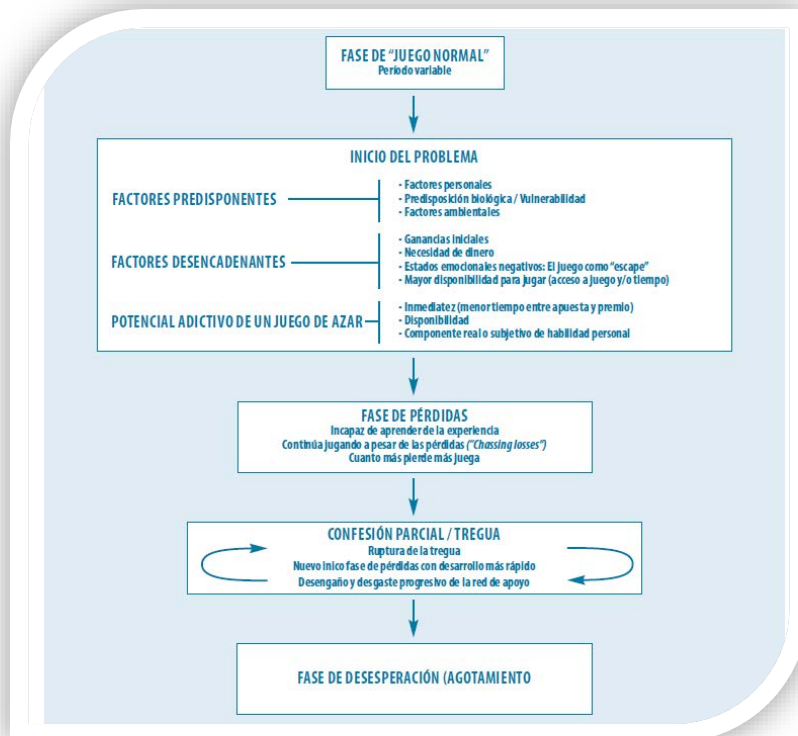 FASE DE “JUEGO NORMAL”
Período variable
INICIO DEL PROBLEMA
FACTORES PREDISPONENTES
- Factores personales
- Predisposición biológica / Vulnerabilidad
- Factores ambientales
FACTORES DESENCADENANTES
- Ganancias iniciales
- Necesidad de dinero
- Estados emocionales negativos: El juego como “escape”
- Mayor disponibilidad para jugar (acceso a juego y/o tiempo)
POTENCIAL ADICTIVO DE UN JUEGO DE AZAR
- Inmediatez (menor tiempo entre apuesta y premio)
- Disponibilidad
- Componente real o subjetivo de habilidad personal
FASE DE PÉRDIDAS
Incapaz de aprender de la experiencia
Continúa jugando a pesar de las pérdidas ("Chassing losses")
Cuanto más pierde más juega
CONFESIÓN PARCIAL / TREGUA
Ruptura de la tregua
Nuevo inico fase de pérdidas con desarrollo más rápido
Desengaño y desgaste progresivo de la red de apoyo
FASE DE DESESPERACIÓN (AGOTAMIENTO